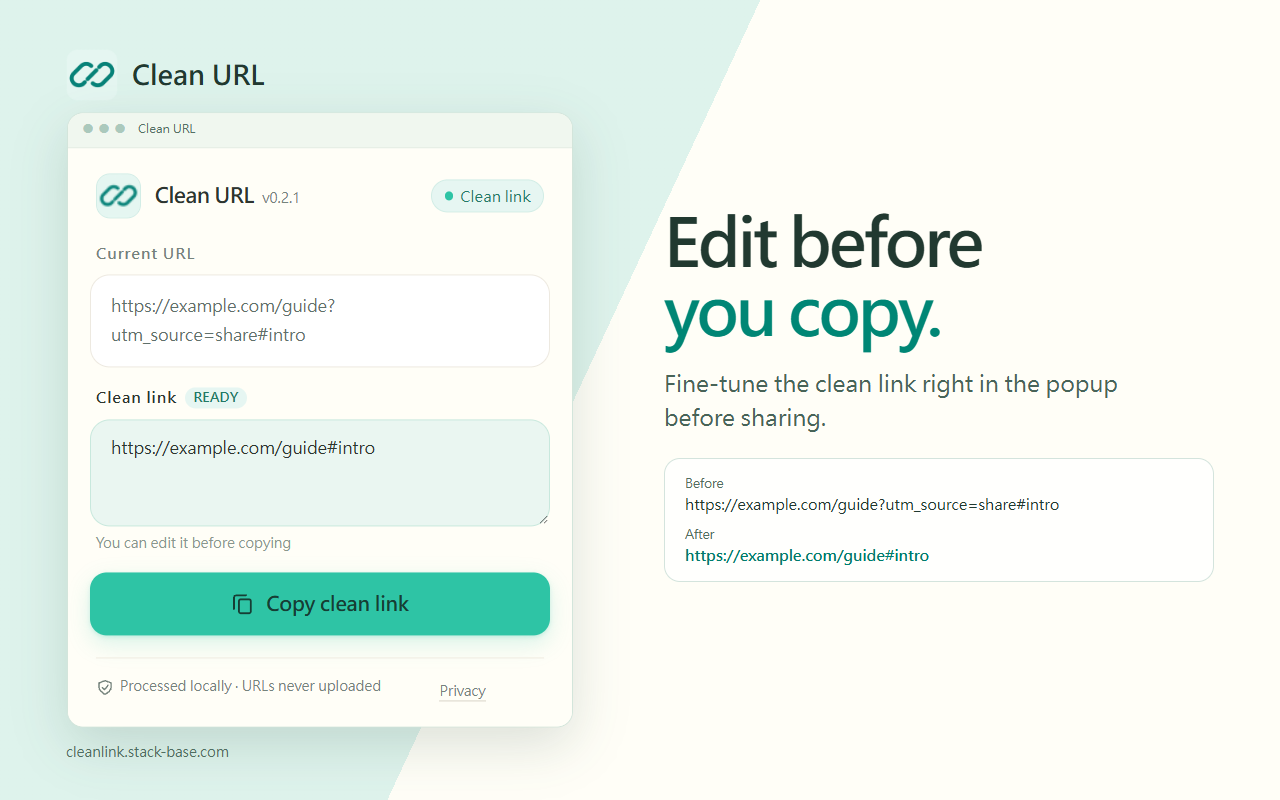 Clean URL
Clean URL
Clean URL v0.2.1
Clean link
Current URL
https://example.com/guide?
utm_source=share#intro
Clean link READY
https://example.com/guide#intro
You can edit it before copying
Copy clean link
Processed locally · URLs never uploaded
Privacy
cleanlink.stack-base.com
Edit before
you copy.
Fine-tune the clean link right in the popup
before sharing.
Before
https://example.com/guide?utm_source=share#intro
After
https://example.com/guide#intro